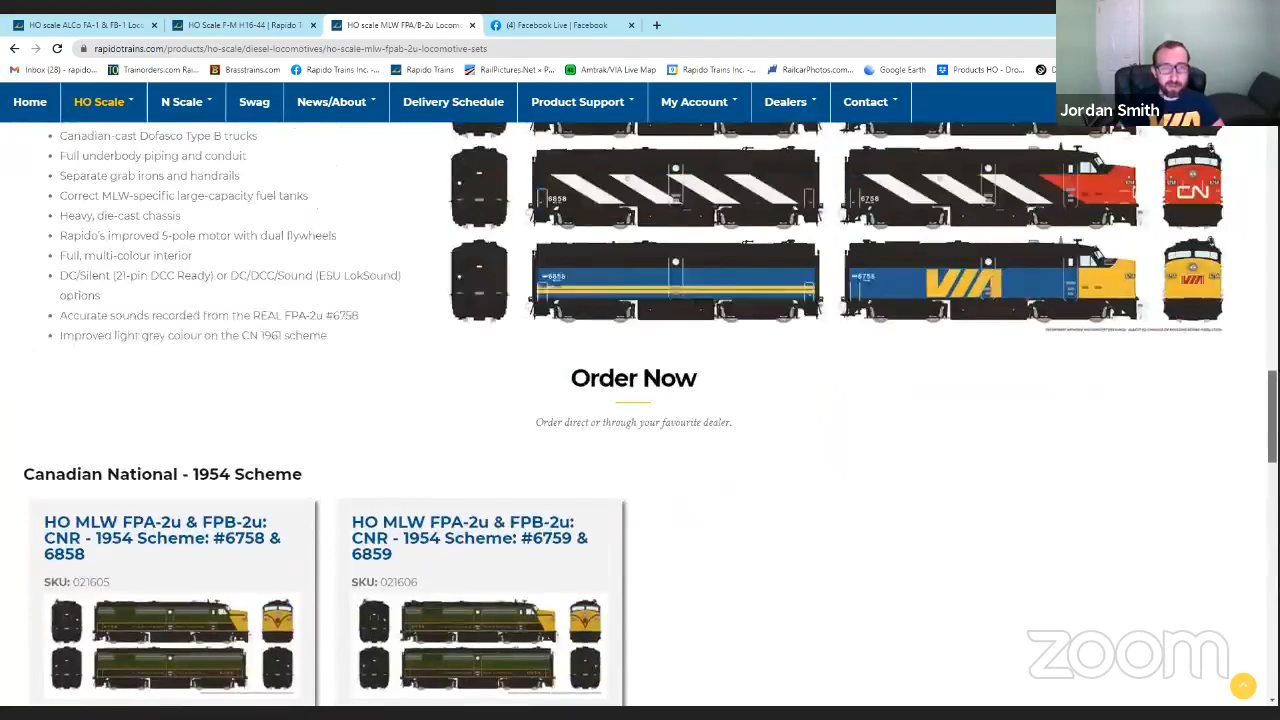 HO scale ALCo FA-1 & FB-1 Loco
HO Scale F-M H16-44 | Rapido T
HO scale MLW FPA/B-2u Locom
(4) Facebook Live | Facebook
rapidotrains.com/products/ho-scale/diesel-locomotives/ho-scale-mlw-fpab-2u-locomotive-sets
Inbox (28) - rapido...
Trainorders.com Rai...
Brasstrains.com
Rapido Trains Inc. -...
Rapido Trains
RailPictures.Net » P...
Amtrak/VIA Live Map
Rapido Trains Inc. -...
RailcarPhotos.com...
Google Earth
Products HO - Dro...
Jordan Smith
Home
HO Scale
N Scale
Swag
News/About
Delivery Schedule
Product Support
My Account
Dealers
Contact
Canadian-cast Dofasco Type B trucks
Full underbody piping and conduit
Separate grab irons and handrails
Correct MLW-specific large-capacity fuel tanks
Heavy, die-cast chassis
Rapido's improved 5-pole motor with dual flywheels
Full, multi-colour interior
DC/Silent (21-pin DCC Ready) or DC/DCC/Sound (ESU LokSound)
options
Accurate sounds recorded from the REAL FPA-2u #6758
Improved light grey colour on the CN 1961 scheme
6858
6758
CN
6858
6758
VIA
VIA
Order Now
Order direct or through your favourite dealer.
Canadian National - 1954 Scheme
HO MLW FPA-2u & FPB-2u:
CNR - 1954 Scheme: #6758 &
6858
SKU: 021605
HO MLW FPA-2u & FPB-2u:
CNR - 1954 Scheme: #6759 &
6859
SKU: 021606
zoom